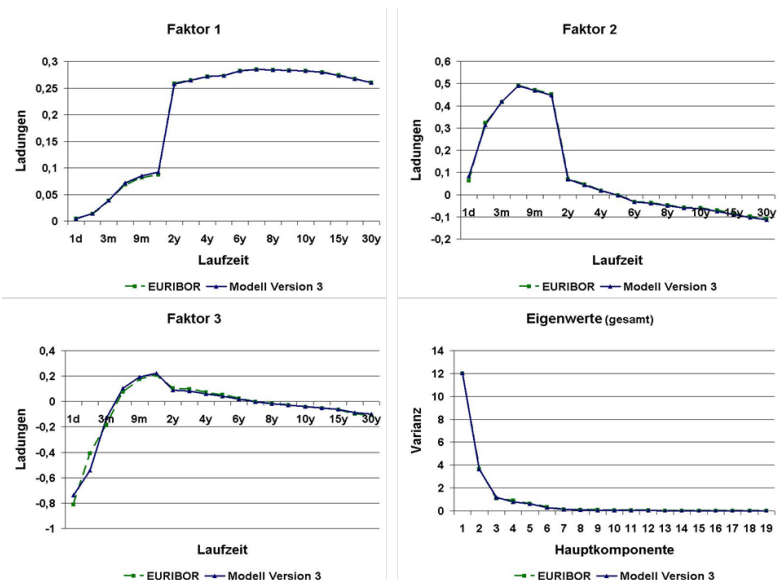 Faktor 1
0,3
0,25
0,2
0,15
0,1
0,05
0
Ladungen
1d 3m 9m 2y 4y 6y 8y 10y 15y 30y
Laufzeit
EURIBOR Modell Version 3
Faktor 2
0,6
0,5
0,4
0,3
0,2
0,1
0
-0,1
-0,2
Ladungen
1d 3m 9m 2y 4y 6y 8y 10y 15y 30y
Laufzeit
EURIBOR Modell Version 3
Faktor 3
0,4
0,2
0
-0,2
-0,4
-0,6
-0,8
-1
Ladungen
1d 3m 9m 2y 4y 6y 8y 10y 15y 30y
Laufzeit
EURIBOR Modell Version 3
Eigenwerte (gesamt)
14
12
10
8
6
4
2
0
Varianz
1 2 3 4 5 6 7 8 9 10 11 12 13 14 15 16 17 18 19
Hauptkomponente
EURIBOR Modell Version 3